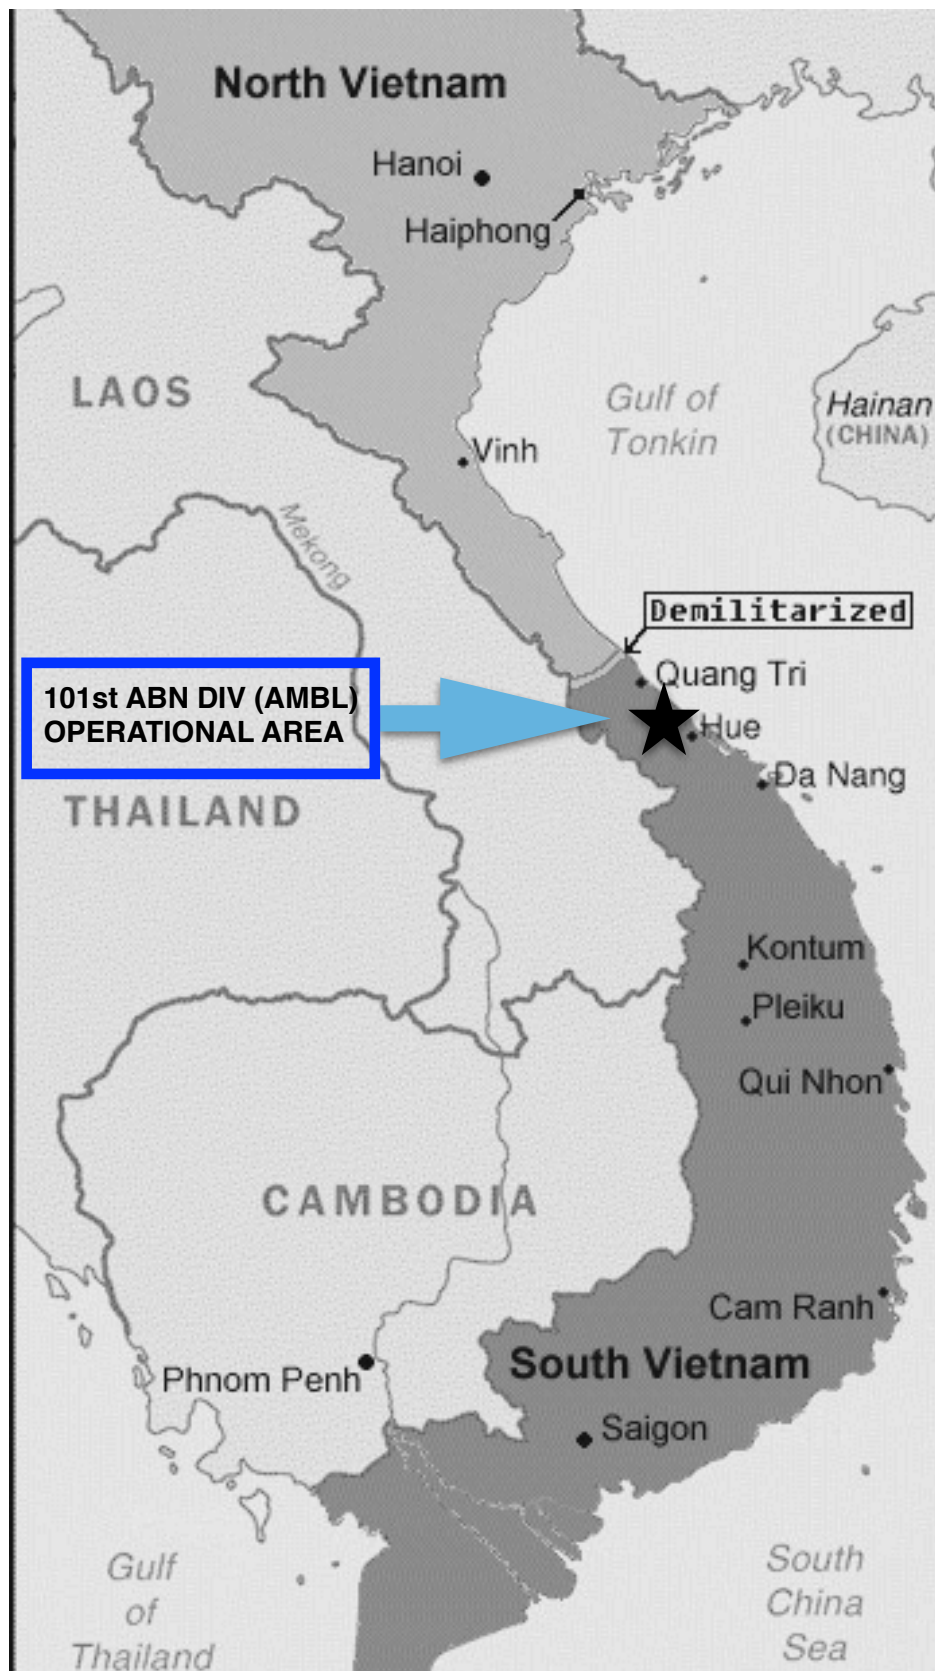 North Vietnam
Hanoi
Haiphong
LAOS
Gulf of
Tonkin
Hainan
(CHINA)
Vinh
Mekong
Demilitarized
Quang Tri
101st ABN DIV (AMBL)
OPERATIONAL AREA
Hue
Da Nang
THAILAND
Kontum
Pleiku
Qui Nhon
CAMBODIA
Cam Ranh
South Vietnam
Phnom Penh
Saigon
Gulf
of
Thailand
South
China
Sea